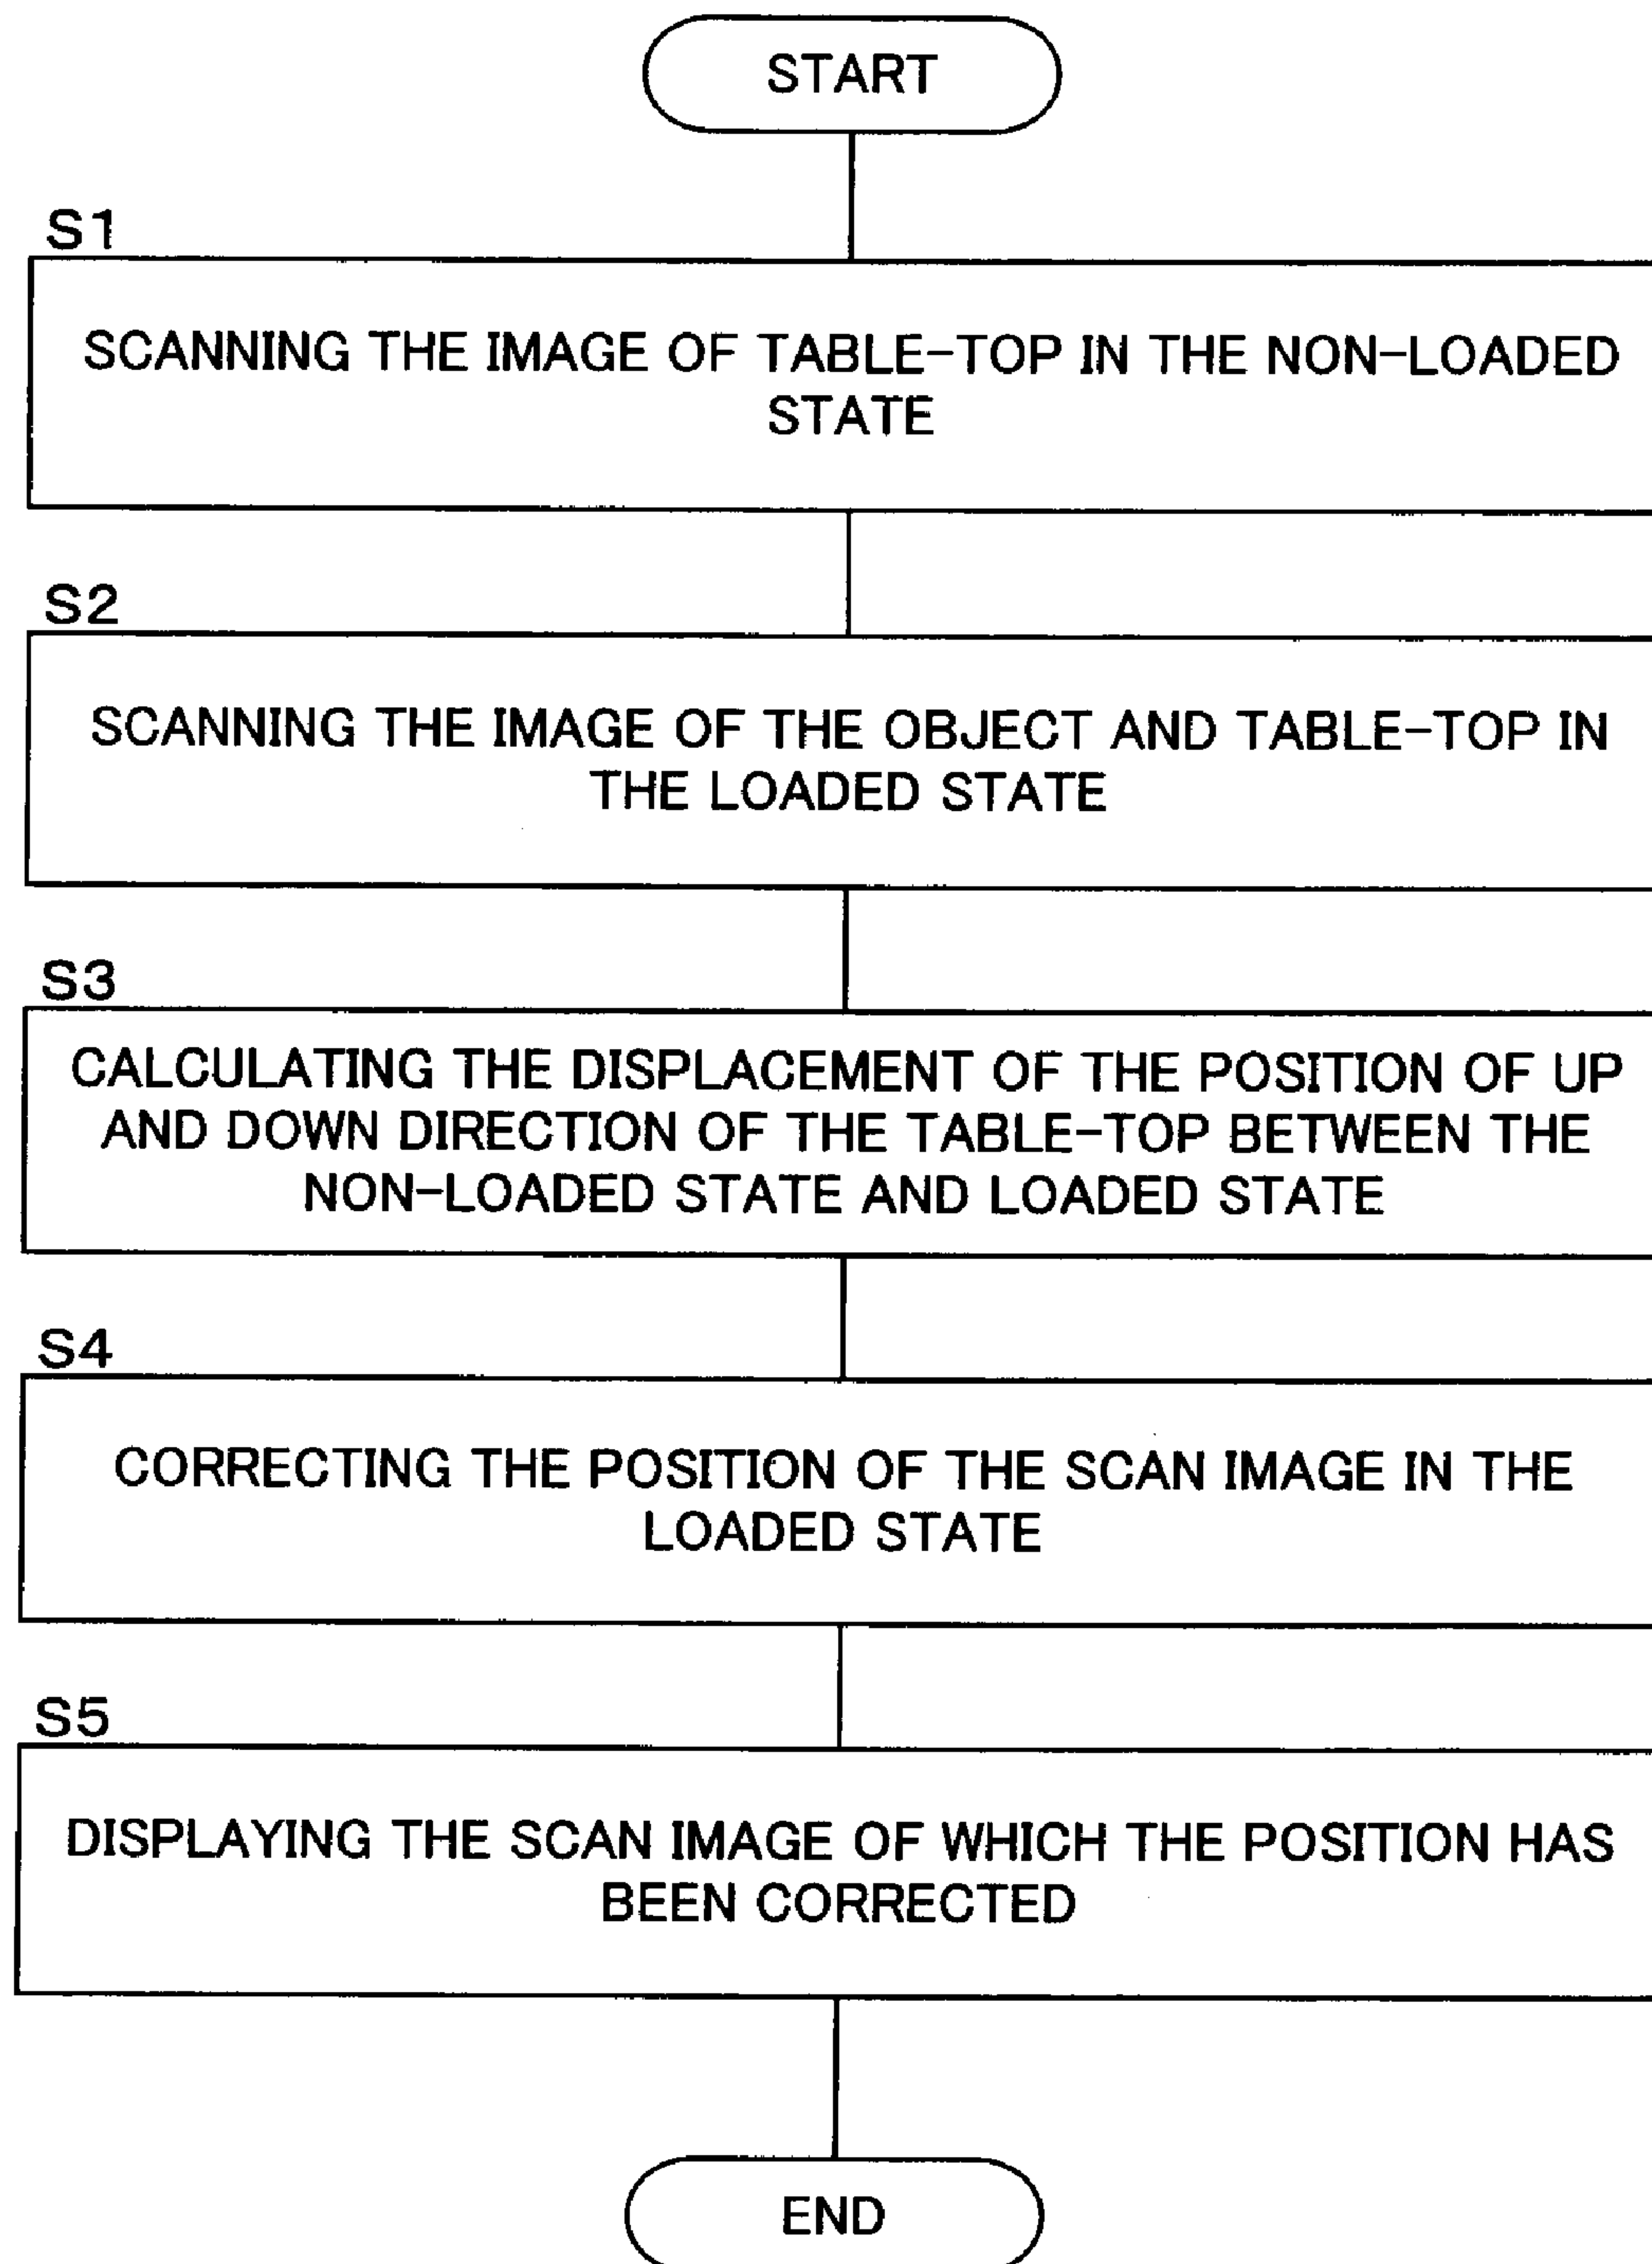 START
S1
SCANNING THE IMAGE OF TABLE-TOP IN THE NON-LOADED
STATE
S2
SCANNING THE IMAGE OF THE OBJECT AND TABLE-TOP IN
THE LOADED STATE
S3
CALCULATING THE DISPLACEMENT OF THE POSITION OF UP
AND DOWN DIRECTION OF THE TABLE-TOP BETWEEN THE
NON-LOADED STATE AND LOADED STATE
S4
CORRECTING THE POSITION OF THE SCAN IMAGE IN THE
LOADED STATE
S5
DISPLAYING THE SCAN IMAGE OF WHICH THE POSITION HAS
BEEN CORRECTED
END